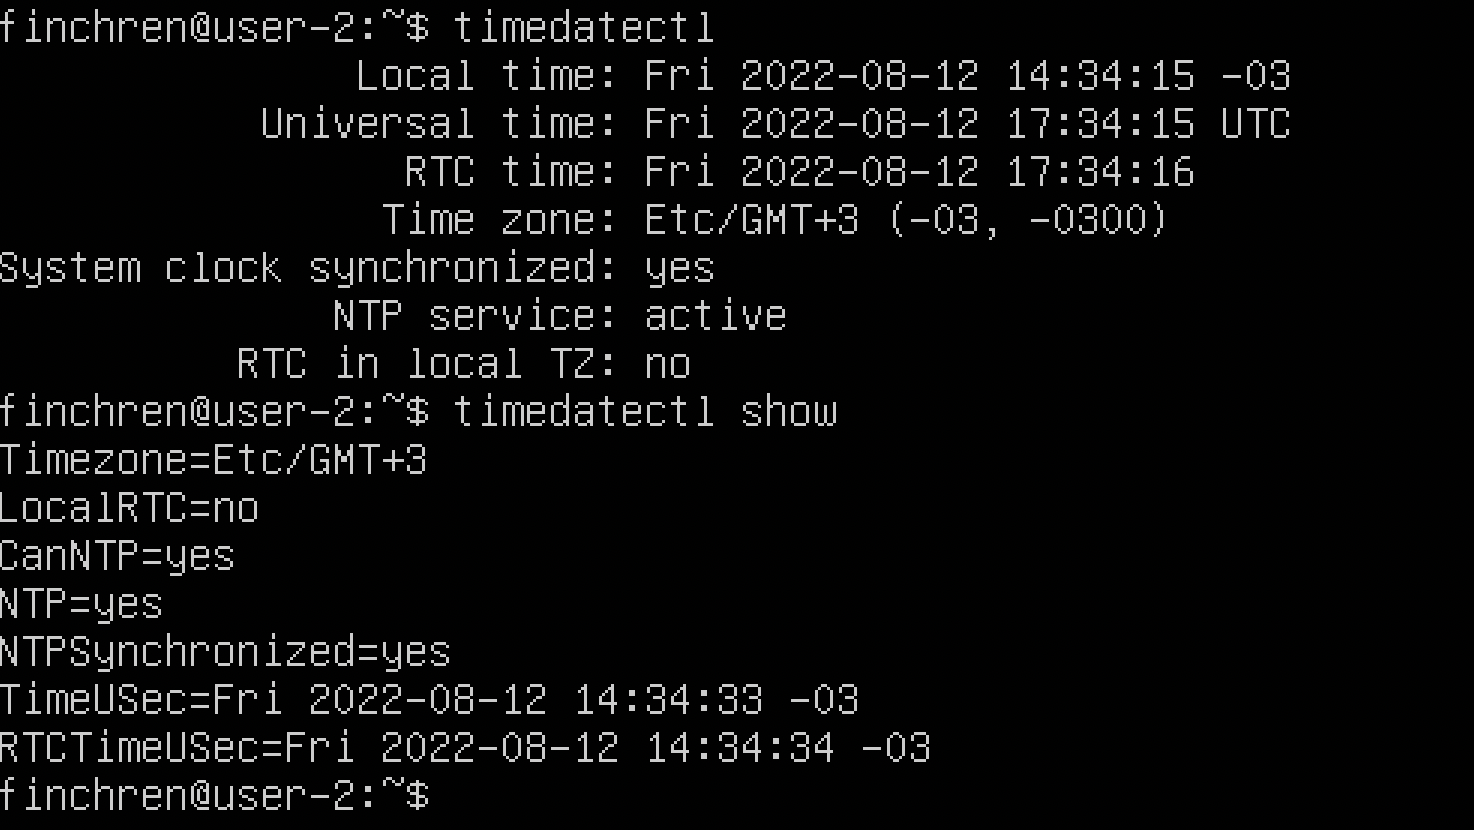 finchren@user-2:~$ timedatectl
Local time: Fri 2022-08-12 14:34:15 -03
Universal time: Fri 2022-08-12 17:34:15 UTC
RTC time: Fri 2022-08-12 17:34:16
Time zone: Etc/GMT+3 (-03, -0300)
System clock synchronized: yes
NTP service: active
RTC in local TZ: no
finchren@user-2:~$ timedatectl show
Timezone=Etc/GMT+3
LocalRTC=no
CanNTP=yes
NTP=yes
NTPSynchronized=yes
TimeUSec=Fri 2022-08-12 14:34:33 -03
RTCTimeUSec=Fri 2022-08-12 14:34:34 -03
finchren@user-2:~$